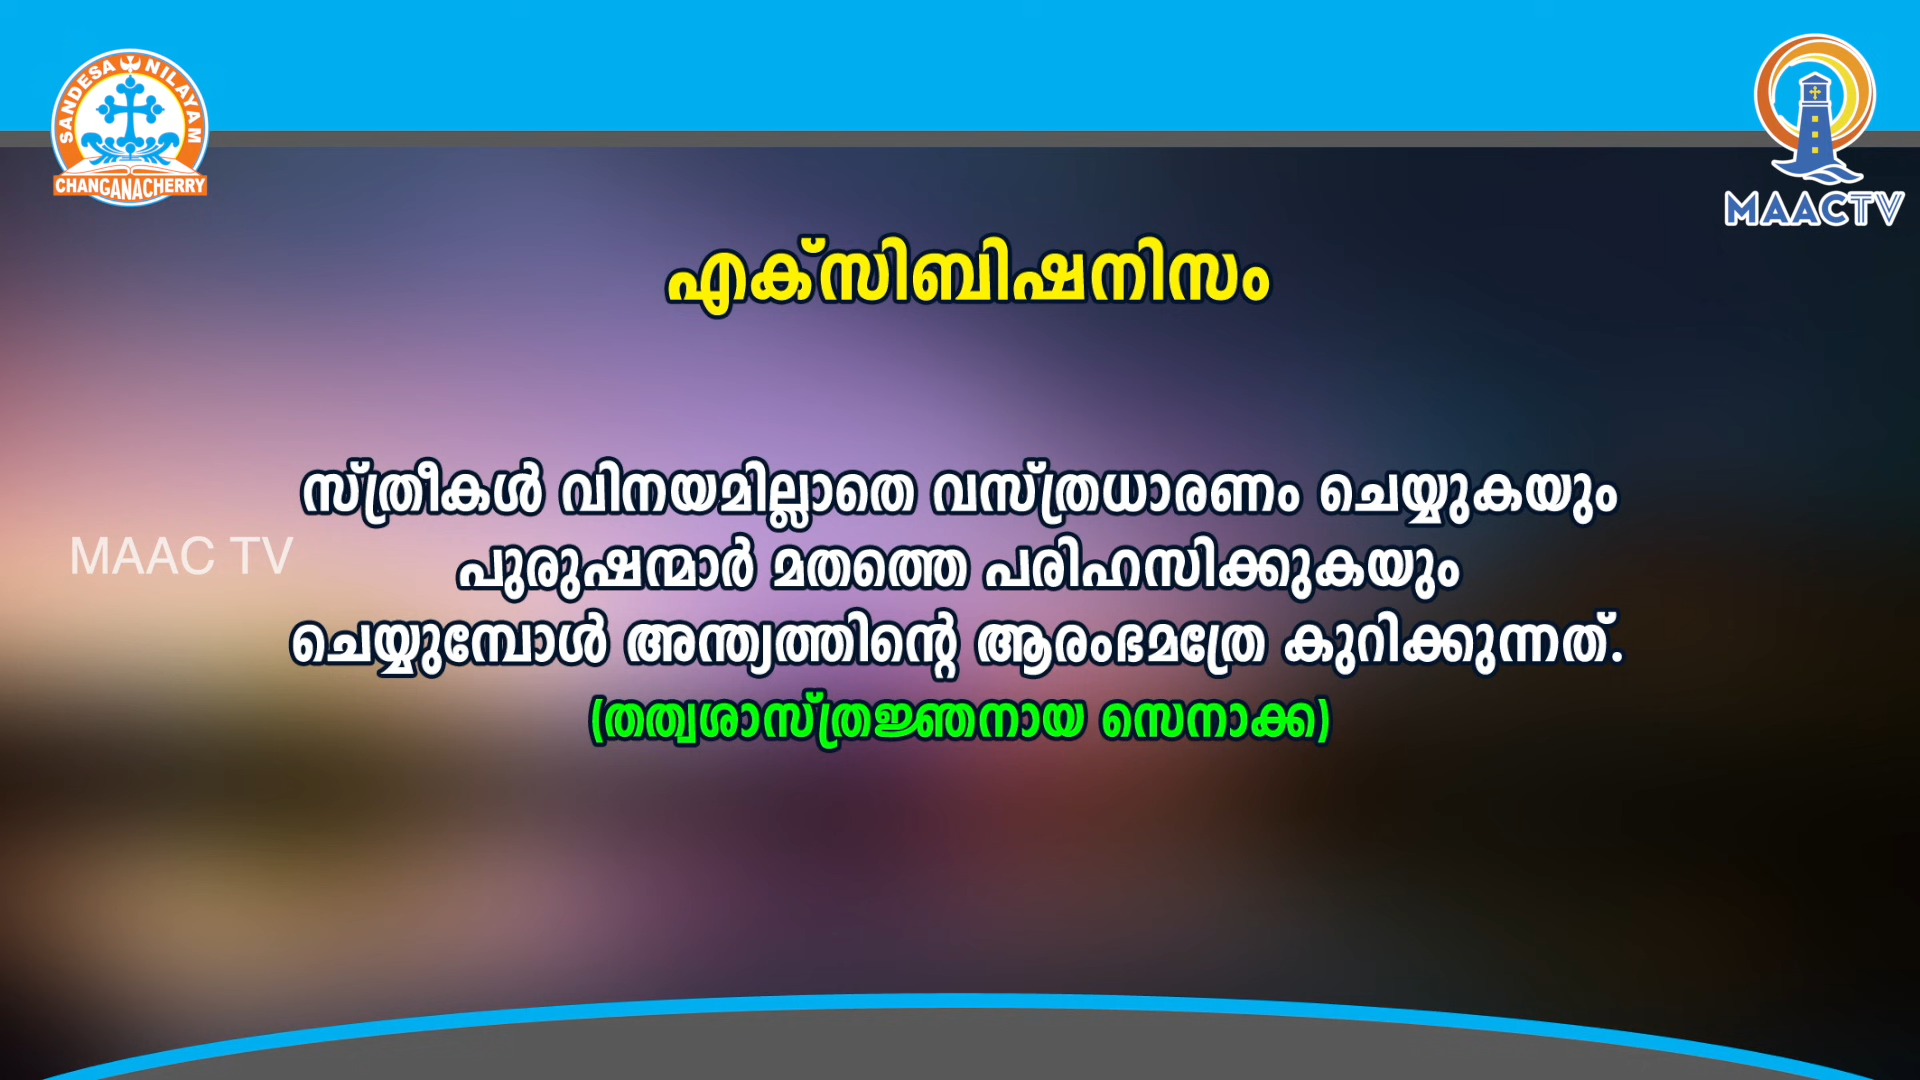 SANDESA NILAYAM
CHANGANACHERRY
MAACTV
എക്സിബിഷനിസം
സ്ത്രീകൾ വിനയമില്ലാതെ വസ്ത്രധാരണം ചെയ്യുകയും
MAAC TV
പുരുഷന്മാർ മതത്തെ പരിഹസിക്കുകയും
ചെയ്യുമ്പോൾ അന്ത്യത്തിന്റെ ആരംഭമത്രേ കുറിക്കുന്നത്.
(തത്വശാസ്ത്രജ്ഞനായ സെനാക്ക)